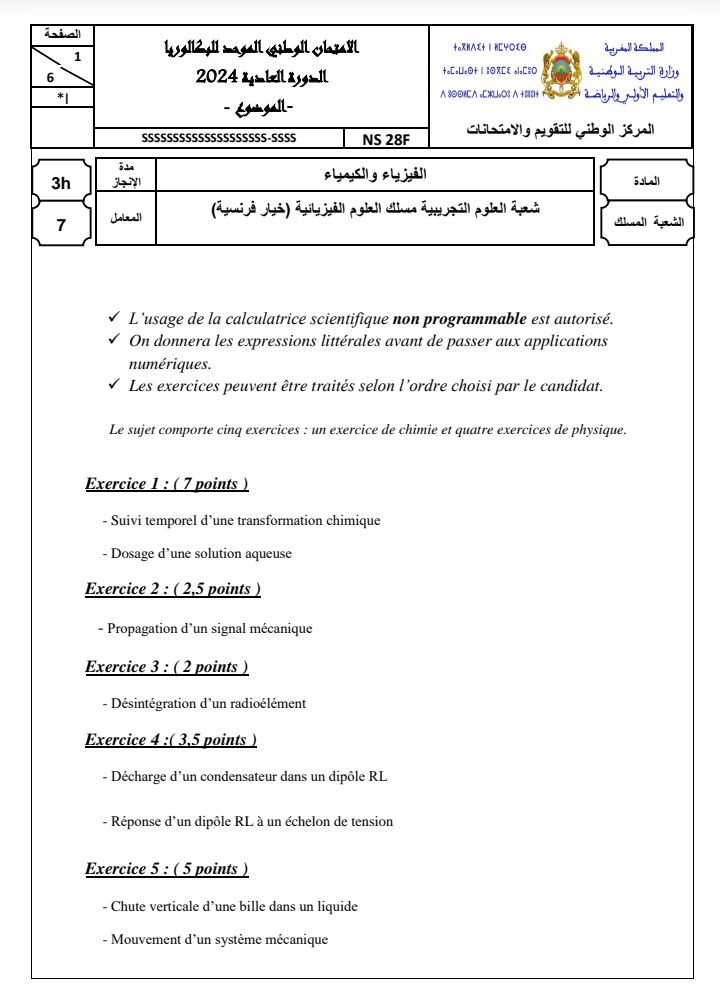 الصفحة
1
6
*I
الامتحان الوطني الموحد للبكالوريا
الدورة العادية 2024
- الموضوع -
SSSSSSSSSSSSSSSSSSSS-SSSS
NS 28F
ⵜⴰⴳⵍⴷⵉⵜ ⵏ ⵍⵎⵖⵔⵉⴱ
المملكة المغربية
وزارة التربية الوطنية
والتعليم الأولي والرياضة
المركز الوطني للتقويم والامتحانات
3h
مدة الإنجاز
الفيزياء والكيمياء
المادة
7
المعامل
شعبة العلوم التجريبية مسلك العلوم الفيزيائية (خيار فرنسية)
الشعبة المسلك
✓ L'usage de la calculatrice scientifique non programmable est autorisé.
✓ On donnera les expressions littérales avant de passer aux applications
numériques.
✓ Les exercices peuvent être traités selon l'ordre choisi par le candidat.
Le sujet comporte cinq exercices : un exercice de chimie et quatre exercices de physique.
Exercice 1 : ( 7 points )
- Suivi temporel d'une transformation chimique
- Dosage d'une solution aqueuse
Exercice 2 : ( 2,5 points )
- Propagation d'un signal mécanique
Exercice 3 : ( 2 points )
- Désintégration d'un radioélément
Exercice 4 :( 3,5 points )
- Décharge d'un condensateur dans un dipôle RL
- Réponse d'un dipôle RL à un échelon de tension
Exercice 5 : ( 5 points )
- Chute verticale d'une bille dans un liquide
- Mouvement d'un système mécanique